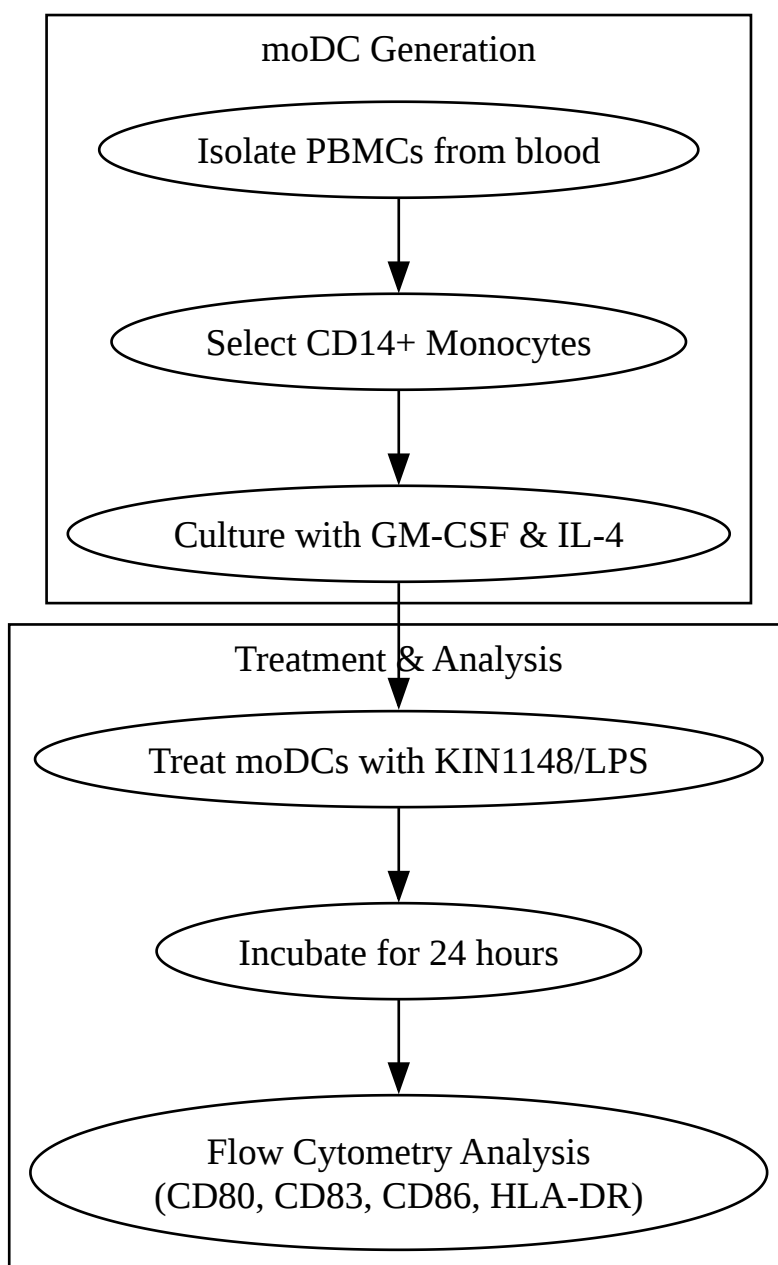 moDC Generation
Isolate PBMCs from blood
Select CD14+ Monocytes
Culture with GM-CSF & IL-4
Treatment & Analysis
Treat moDCs with KIN1148/LPS
Incubate for 24 hours
Flow Cytometry Analysis
(CD80, CD83, CD86, HLA-DR)